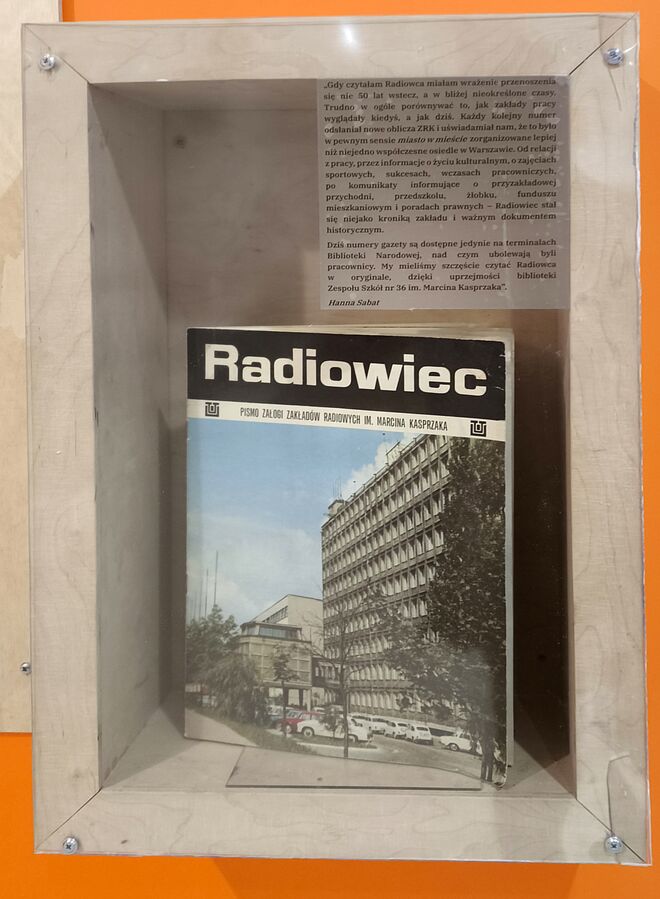 „Gdy czytałam Radiowca miałam wrażenie przenoszenia
się nie 50 lat wstecz, a w bliżej nieokreślone czasy.
Trudno w ogóle porównywać to, jak zakłady pracy
wyglądały kiedyś, a jak dziś. Każdy kolejny numer
odsłaniał nowe oblicza ZRK i uświadamiał nam, że to było
w pewnym sensie miasto w mieście zorganizowane lepiej
niż niejedno współczesne osiedle w Warszawie. Od relacji
z pracy, przez informacje o życiu kulturalnym, o zajęciach
sportowych, sukcesach, wczasach pracowniczych,
po komunikaty informujące o przyzakładowej
przychodni, przedszkolu, żłobku, funduszu
mieszkaniowym i poradach prawnych – Radiowiec stał
się niejako kroniką zakładu i ważnym dokumentem
historycznym.
Dziś numery gazety są dostępne jedynie na terminalach
Biblioteki Narodowej, nad czym ubolewają byli
pracownicy. My mieliśmy szczęście czytać Radiowca
w oryginale, dzięki uprzejmości biblioteki
Zespołu Szkół nr 36 im. Marcina Kasprzaka”.
Hanna Sabat
Radiowiec
PISMO ZAŁOGI ZAKŁADÓW RADIOWYCH IM. MARCINA KASPRZAKA